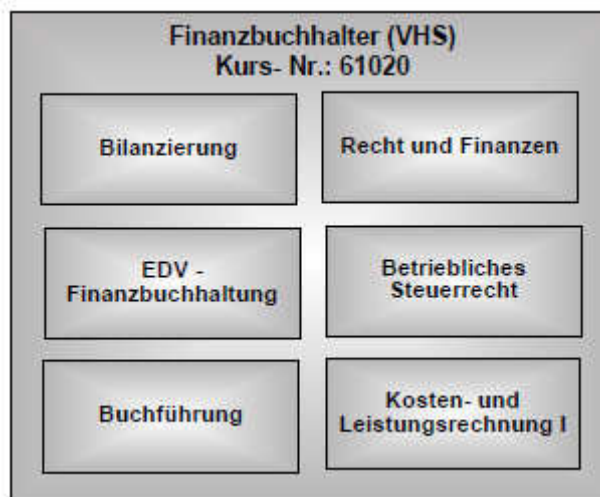 Finanzbuchhalter (VHS)
Kurs- Nr.: 61020
Bilanzierung
Recht und Finanzen
EDV -
Finanzbuchhaltung
Betriebliches
Steuerrecht
Buchführung
Kosten- und
Leistungsrechnung I